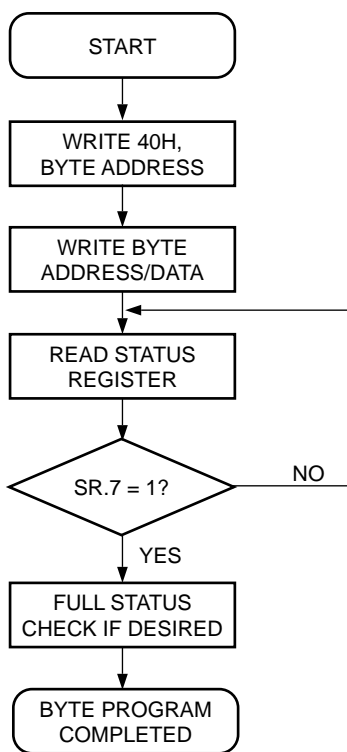 START
WRITE 40H,
BYTE ADDRESS
WRITE BYTE
ADDRESS/DATA
READ STATUS
REGISTER
SR.7 = 1?
NO
YES
FULL STATUS
CHECK IF DESIRED
BYTE PROGRAM
COMPLETED